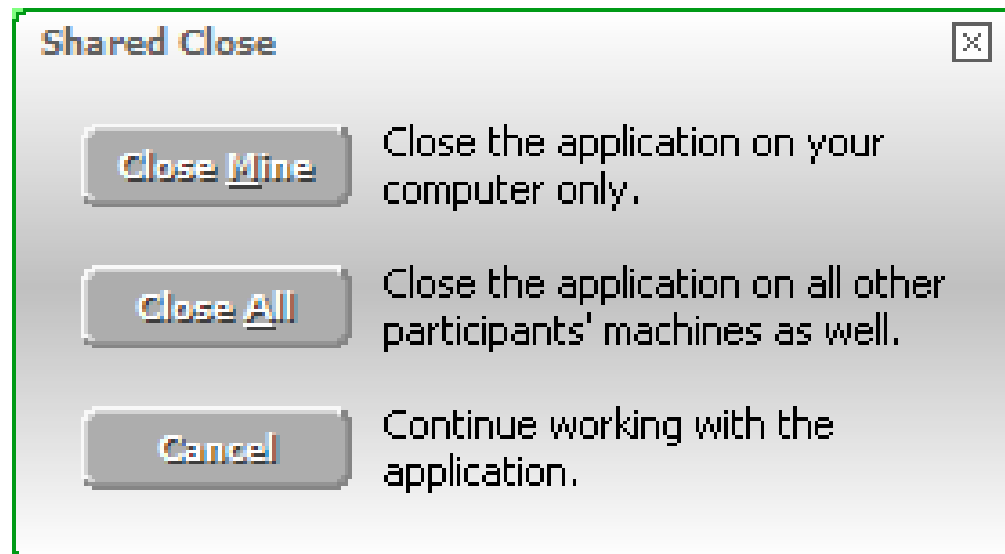 Shared Close
Close Mine
Close the application on your
computer only.
Close All
Close the application on all other
participants' machines as well.
Cancel
Continue working with the
application.